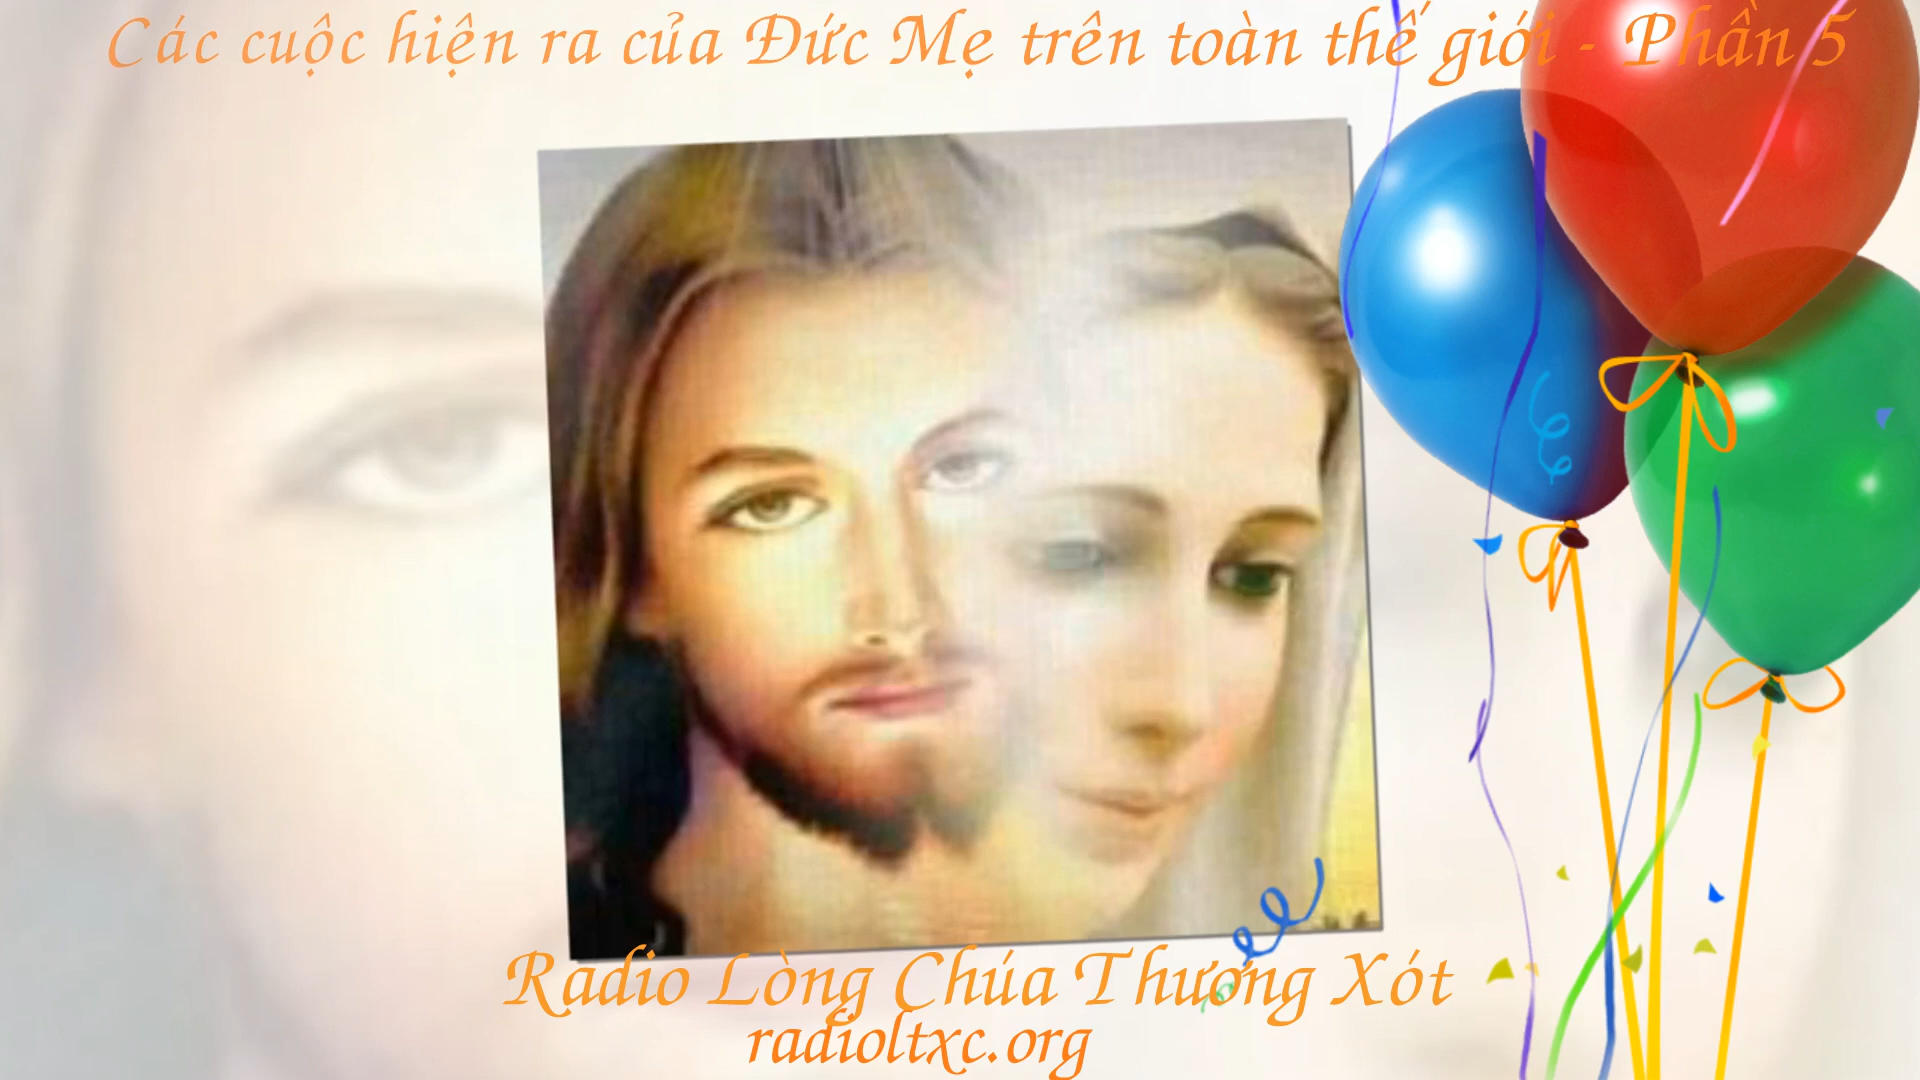 Các cuộc hiện ra của Đức Mẹ trên toàn thế giới - Phần 5
Radio Lòng Chúa Thương Xót
radioltxc.org